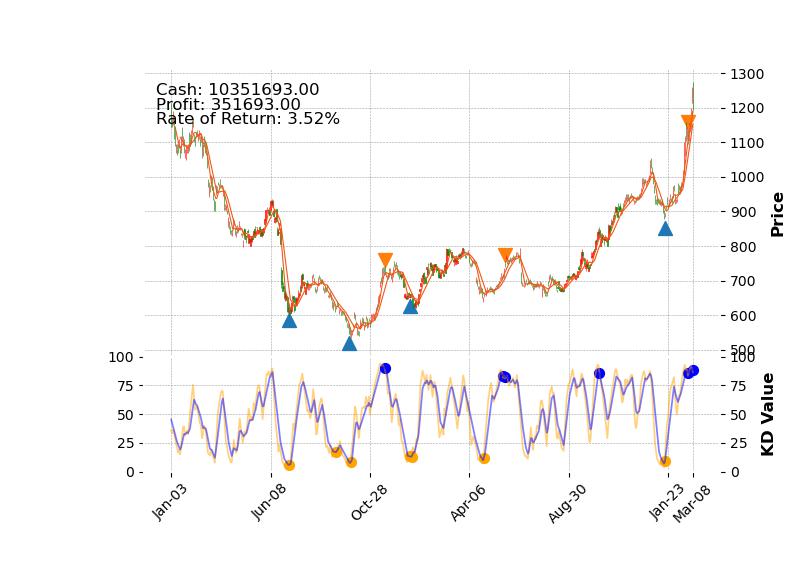 Cash: 10351693.00
Profit: 351693.00
Rate of Return: 3.52%
1300
1200
1100
1000
900
800
700
600
500
Price
100
75
50
25
0
100
75
50
25
0
KD Value
Jan-03
Jun-08
Oct-28
Apr-06
Aug-30
Jan-23
Mar-08